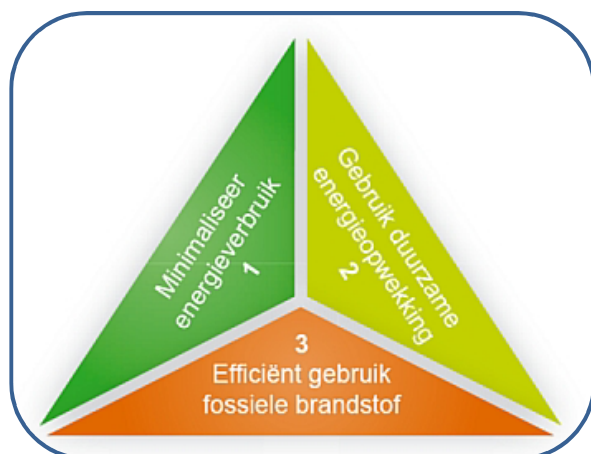 Minimaliseer
energieverbruik
1
Gebruik duurzame
energieopwekking
2
3
Efficiënt gebruik
fossiele brandstof